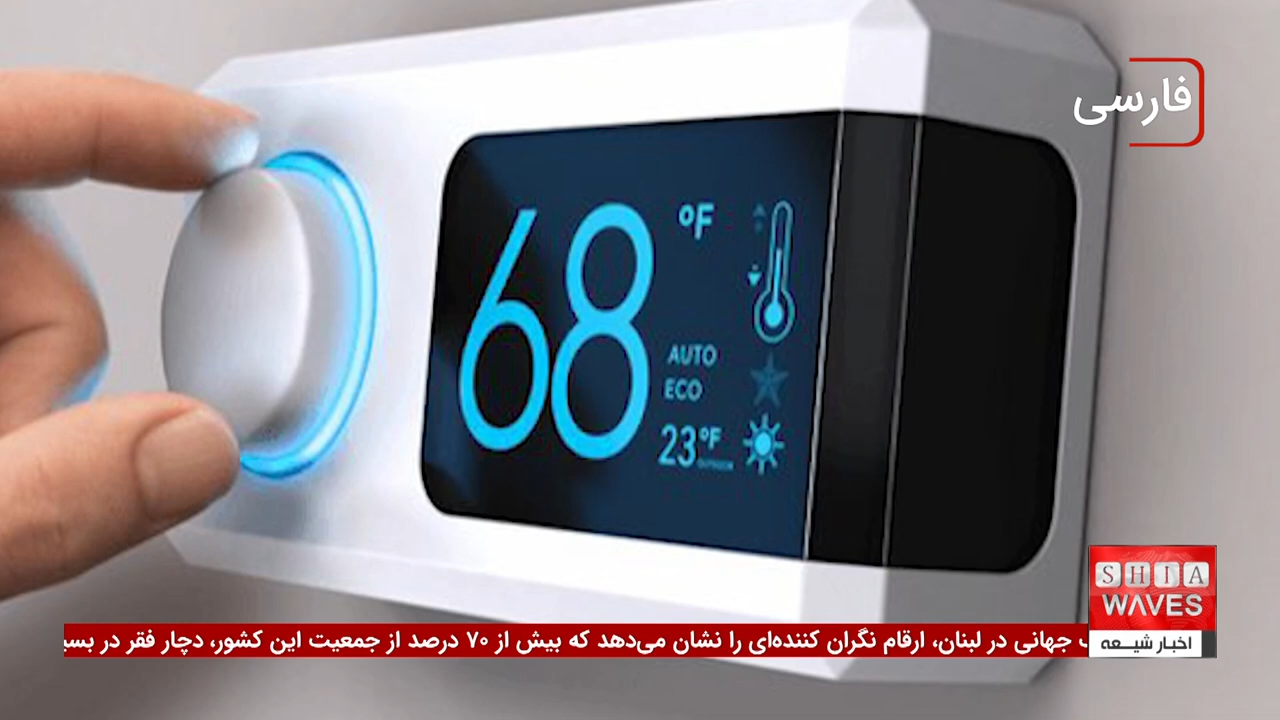 فارسی
68 °F
AUTO
ECO
23°F
SHIA
WAVES
اخبار شیعه
جهانی در لبنان، ارقام نگران کننده‌ای را نشان می‌دهد که بیش از ۷۰ درصد از جمعیت این کشور، دچار فقر در